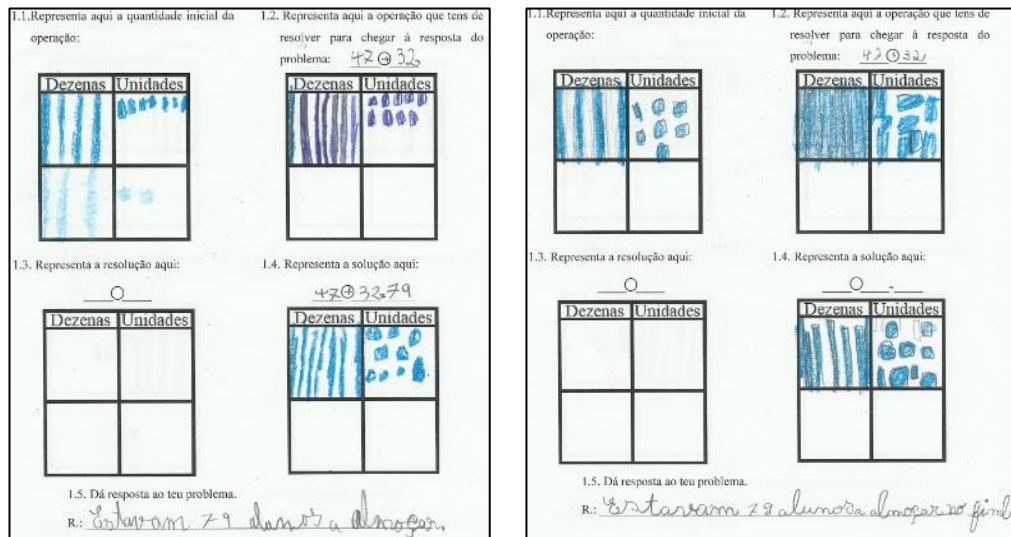 1.1.Representa aqui a quantidade inicial da
operação:
1.2. Representa aqui a operação que tens de
resolver para chegar à resposta do
problema: 47 + 32
Dezenas Unidades
Dezenas Unidades
1.3. Representa a resolução aqui:
1.4. Representa a solução aqui:
47+32=79
Dezenas Unidades
Dezenas Unidades
1.5. Dá resposta ao teu problema.
R.: Estavam 79 alunos a almoçar.
1.1.Representa aqui a quantidade inicial da
operação:
1.2. Representa aqui a operação que tens de
resolver para chegar à resposta do
problema: 47+32
Dezenas Unidades
Dezenas Unidades
1.3. Representa a resolução aqui:
1.4. Representa a solução aqui:
Dezenas Unidades
Dezenas Unidades
1.5. Dá resposta ao teu problema.
R.: Estavam 79 alunos a almoçar no fim